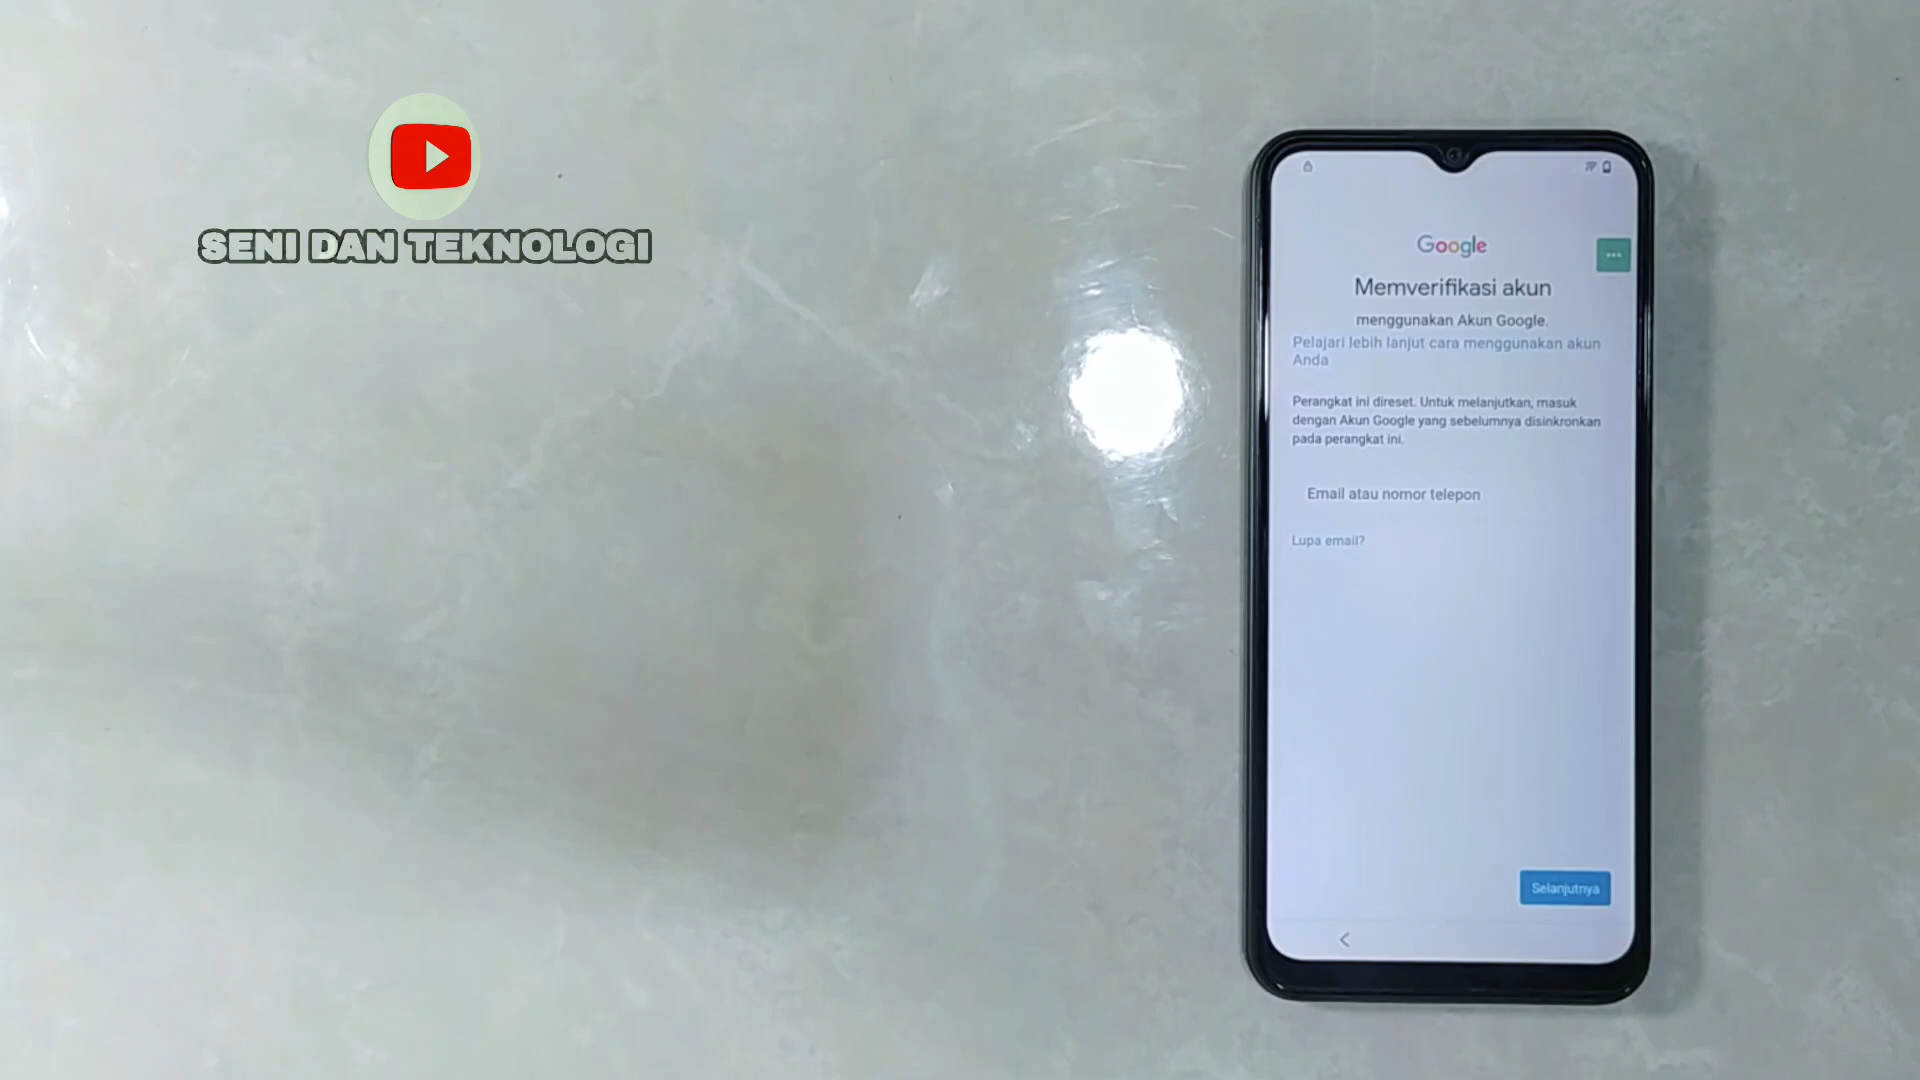 SENI DAN TEKNOLOGI
Google
Memverifikasi akun
menggunakan Akun Google.
Pelajari lebih lanjut cara menggunakan akun
Anda
Perangkat ini direset. Untuk melanjutkan, masuk
dengan Akun Google yang sebelumnya disinkronkan
pada perangkat ini.
Email atau nomor telepon
Lupa email?
Selanjutnya